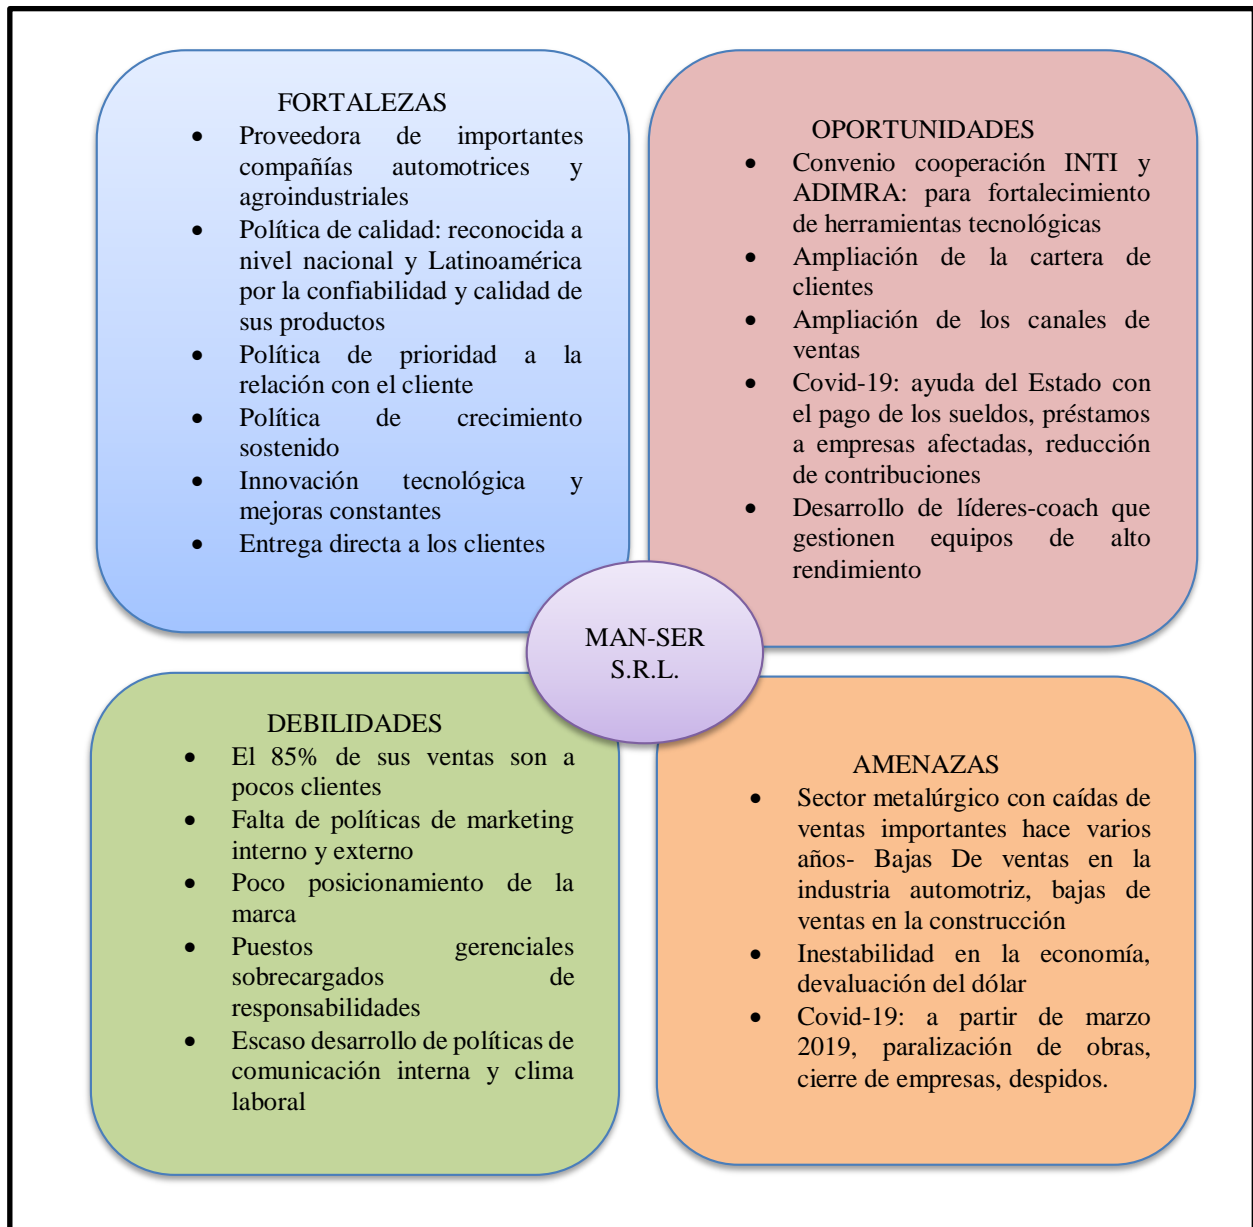 FORTALEZAS
• Proveedora de importantes
compañías automotrices y
agroindustriales
• Política de calidad: reconocida a
nivel nacional y Latinoamérica
por la confiabilidad y calidad de
sus productos
• Política de prioridad a la
relación con el cliente
• Política de crecimiento
sostenido
• Innovación tecnológica y
mejoras constantes
• Entrega directa a los clientes
OPORTUNIDADES
• Convenio cooperación INTI y
ADIMRA: para fortalecimiento
de herramientas tecnológicas
• Ampliación de la cartera de
clientes
• Ampliación de los canales de
ventas
• Covid-19: ayuda del Estado con
el pago de los sueldos, préstamos
a empresas afectadas, reducción
de contribuciones
• Desarrollo de líderes-coach que
gestionen equipos de alto
rendimiento
MAN-SER
S.R.L.
DEBILIDADES
• El 85% de sus ventas son a
pocos clientes
• Falta de políticas de marketing
interno y externo
• Poco posicionamiento de la
marca
• Puestos gerenciales
sobrecargados de
responsabilidades
• Escaso desarrollo de políticas de
comunicación interna y clima
laboral
AMENAZAS
• Sector metalúrgico con caídas de
ventas importantes hace varios
años- Bajas De ventas en la
industria automotriz, bajas de
ventas en la construcción
• Inestabilidad en la economía,
devaluación del dólar
• Covid-19: a partir de marzo
2019, paralización de obras,
cierre de empresas, despidos.